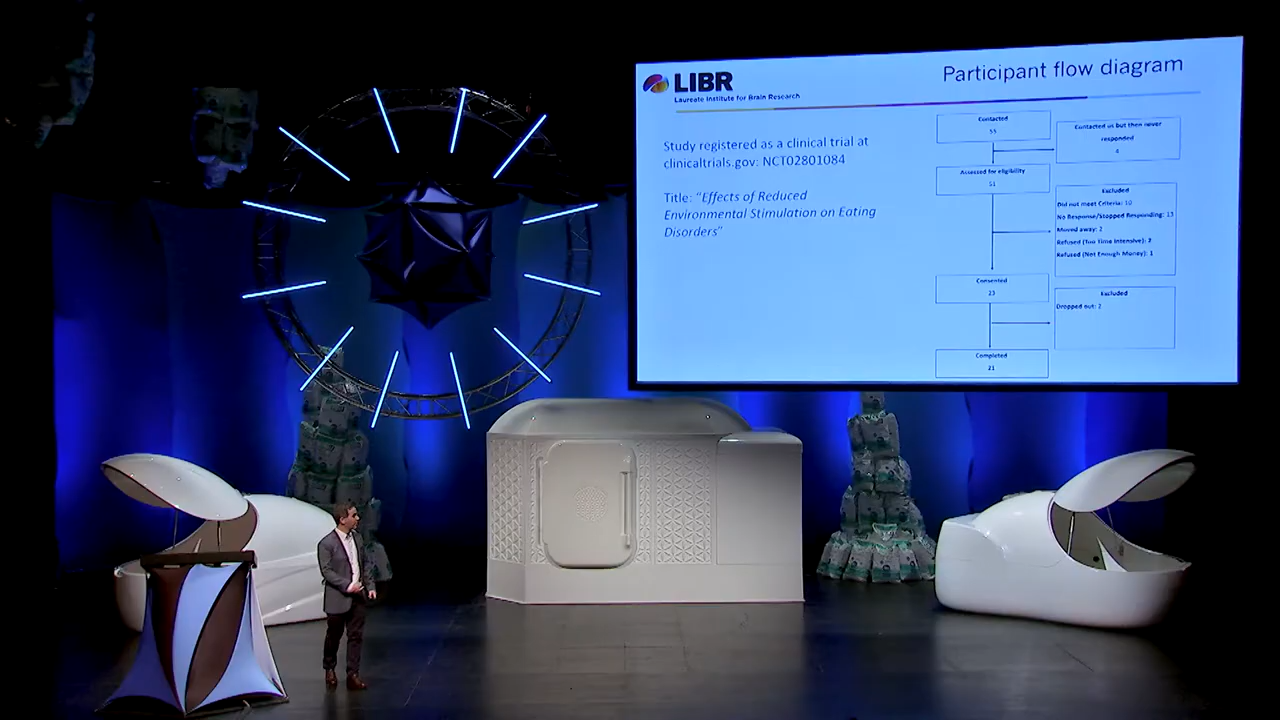 LIBR
Laureate Institute for Brain Research
Participant flow diagram
Study registered as a clinical trial at
clinicaltrials.gov: NCT02801084
Title: “Effects of Reduced
Environmental Stimulation on Eating
Disorders”
Contacted
55
Contacted us but then never
responded
4
Assessed for eligibility
51
Excluded
Did not meet Criteria: 10
No Response/Stopped Responding: 13
Moved away: 2
Refused (Too Time Intensive): 2
Refused (Not Enough Money): 1
Consented
23
Excluded
Dropped out: 2
Completed
21